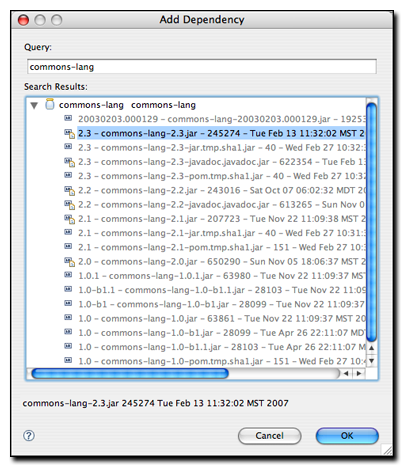 Add Dependency
Query:
commons-lang
Search Results:
commons-lang commons-lang
20030203.000129 - commons-lang-20030203.000129.jar - 19253
2.3 - commons-lang-2.3.jar - 245274 - Tue Feb 13 11:32:02 MST 2
2.3 - commons-lang-2.3-jar.tmp.sha1.jar - 40 - Wed Feb 27 10:32:
2.3 - commons-lang-2.3-javadoc.javadoc.jar - 622354 - Tue Feb 13
2.3 - commons-lang-2.3-pom.tmp.sha1.jar - 40 - Wed Feb 27 10:32
2.2 - commons-lang-2.2.jar - 243016 - Sat Oct 07 06:02:32 MDT 20
2.2 - commons-lang-2.2-javadoc.javadoc.jar - 613265 - Sun Nov 0
2.1 - commons-lang-2.1.jar - 207723 - Tue Nov 22 11:09:38 MST 2
2.1 - commons-lang-2.1-jar.tmp.sha1.jar - 40 - Wed Feb 27 10:31:
2.1 - commons-lang-2.1-pom.tmp.sha1.jar - 151 - Wed Feb 27 10:
2.0 - commons-lang-2.0.jar - 650290 - Sun Nov 05 18:06:37 MST 2
1.0.1 - commons-lang-1.0.1.jar - 63980 - Tue Nov 22 11:09:37 M
1.0-b1.1 - commons-lang-1.0-b1.1.jar - 28103 - Tue Nov 22 11:0
1.0-b1 - commons-lang-1.0-b1.jar - 28099 - Tue Nov 22 11:09:37
1.0 - commons-lang-1.0.jar - 63861 - Tue Nov 22 11:09:37 MST 2
1.0 - commons-lang-1.0-b1.jar - 28099 - Tue Apr 26 22:11:07 MD
1.0 - commons-lang-1.0-b1.1.jar - 28103 - Tue Apr 26 22:11:07 M
1.0 - commons-lang-1.0-pom.tmp.sha1.jar - 151 - Wed Feb 27 10:
commons-lang-2.3.jar 245274 Tue Feb 13 11:32:02 MST 2007
?
Cancel
OK